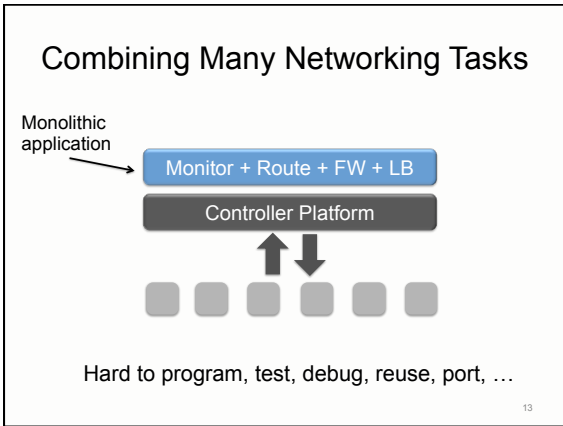 Combining Many Networking Tasks
Monolithic
application
Monitor + Route + FW + LB
Controller Platform
Hard to program, test, debug, reuse, port, …
13